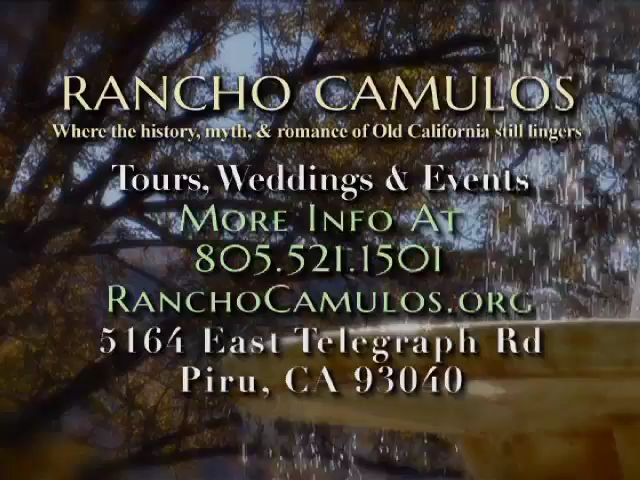 RANCHO CAMULOS
Where the history, myth, & romance of Old California still lingers
Tours, Weddings & Events
MORE INFO AT
805.521.1501
RANCHOCAMULOS.ORG
5164 East Telegraph Rd
Piru, CA 93040